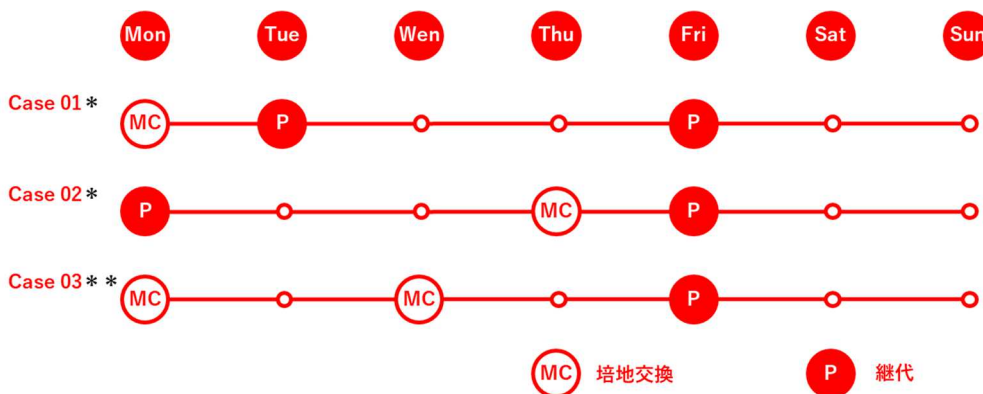 Mon Tue Wen Thu Fri Sat Sun
Case 01＊
MC P P
Case 02＊
P MC P
Case 03＊＊
MC MC P
MC 培地交換 P 継代